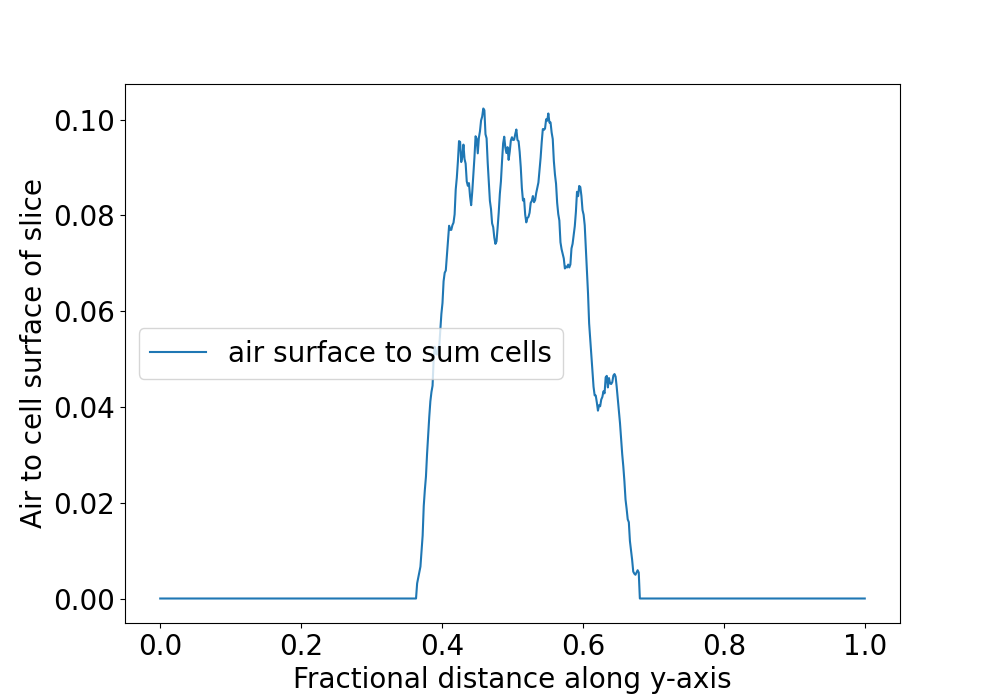 Air to cell surface of slice
0.10
0.08
0.06
0.04
0.02
0.00
air surface to sum cells
0.0 0.2 0.4 0.6 0.8 1.0
Fractional distance along y-axis